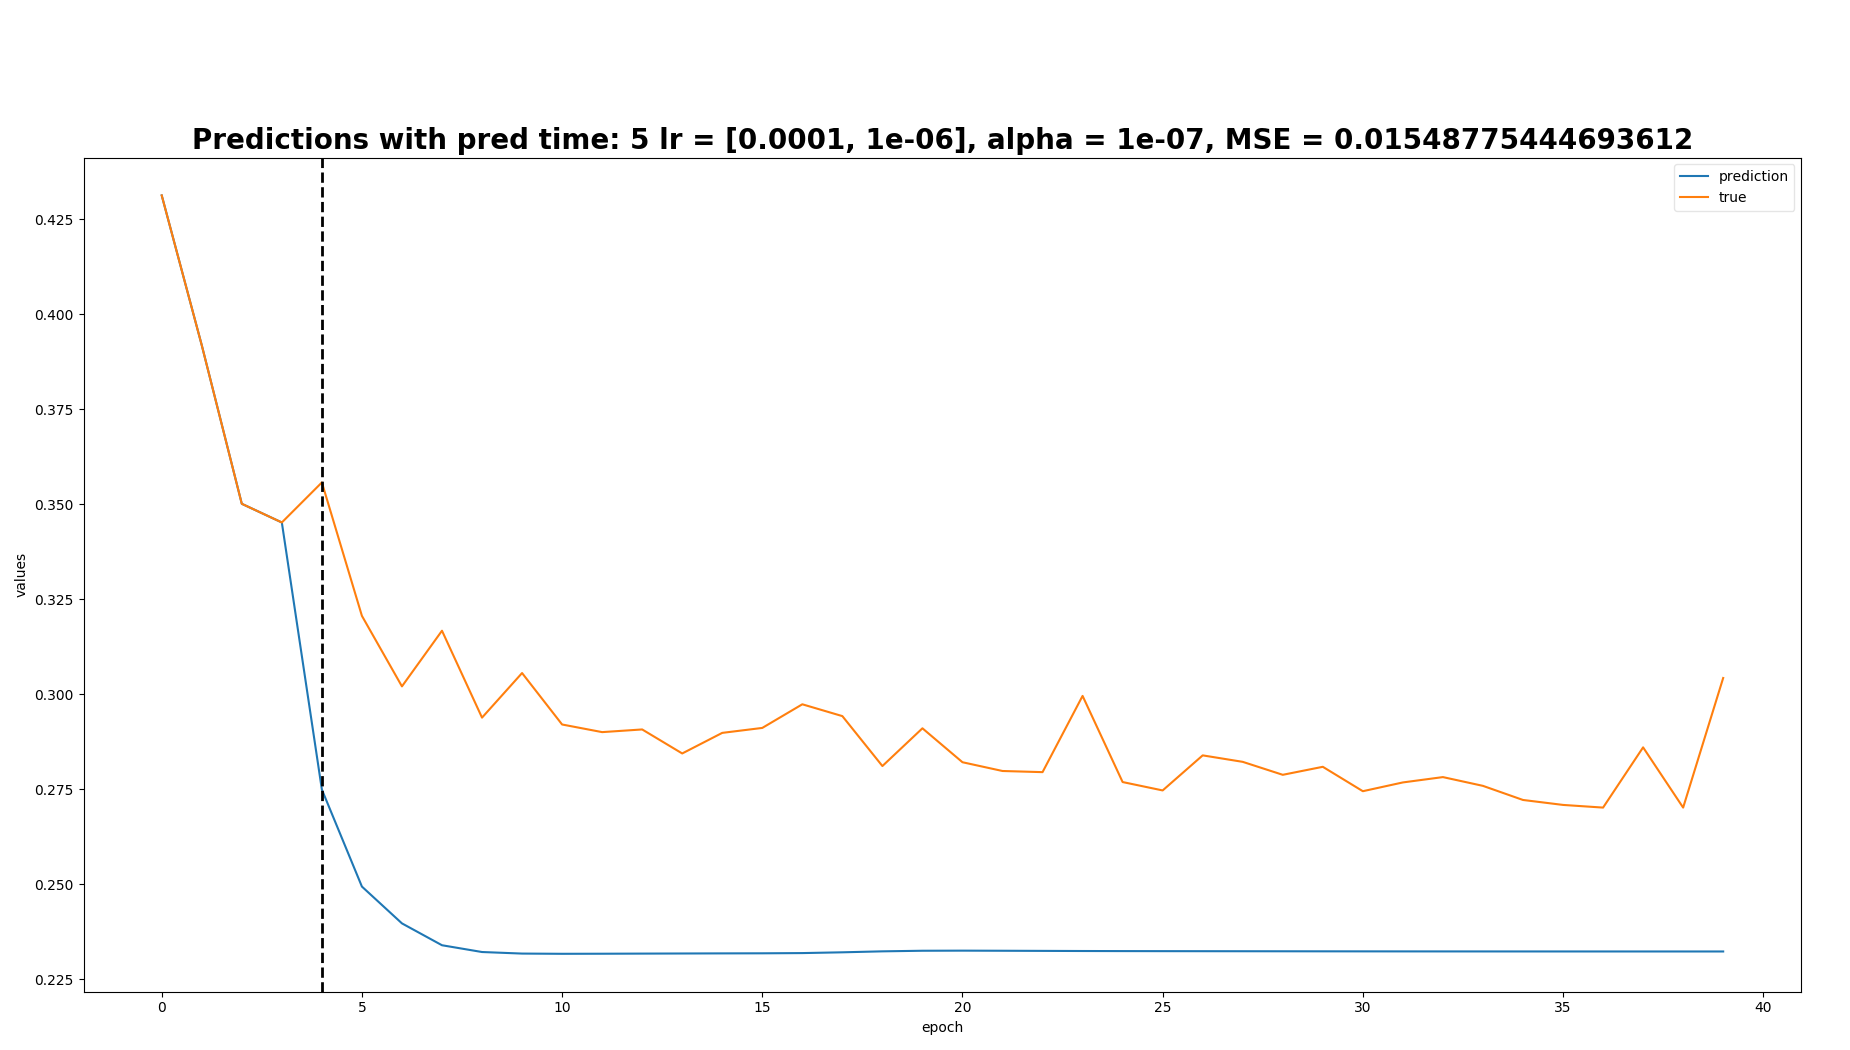 Predictions with pred time: 5 lr = [0.0001, 1e-06], alpha = 1e-07, MSE = 0.01548775444693612
prediction
true
0.425
0.400
0.375
0.350
0.325
0.300
0.275
0.250
0.225
values
0 5 10 15 20 25 30 35 40
epoch